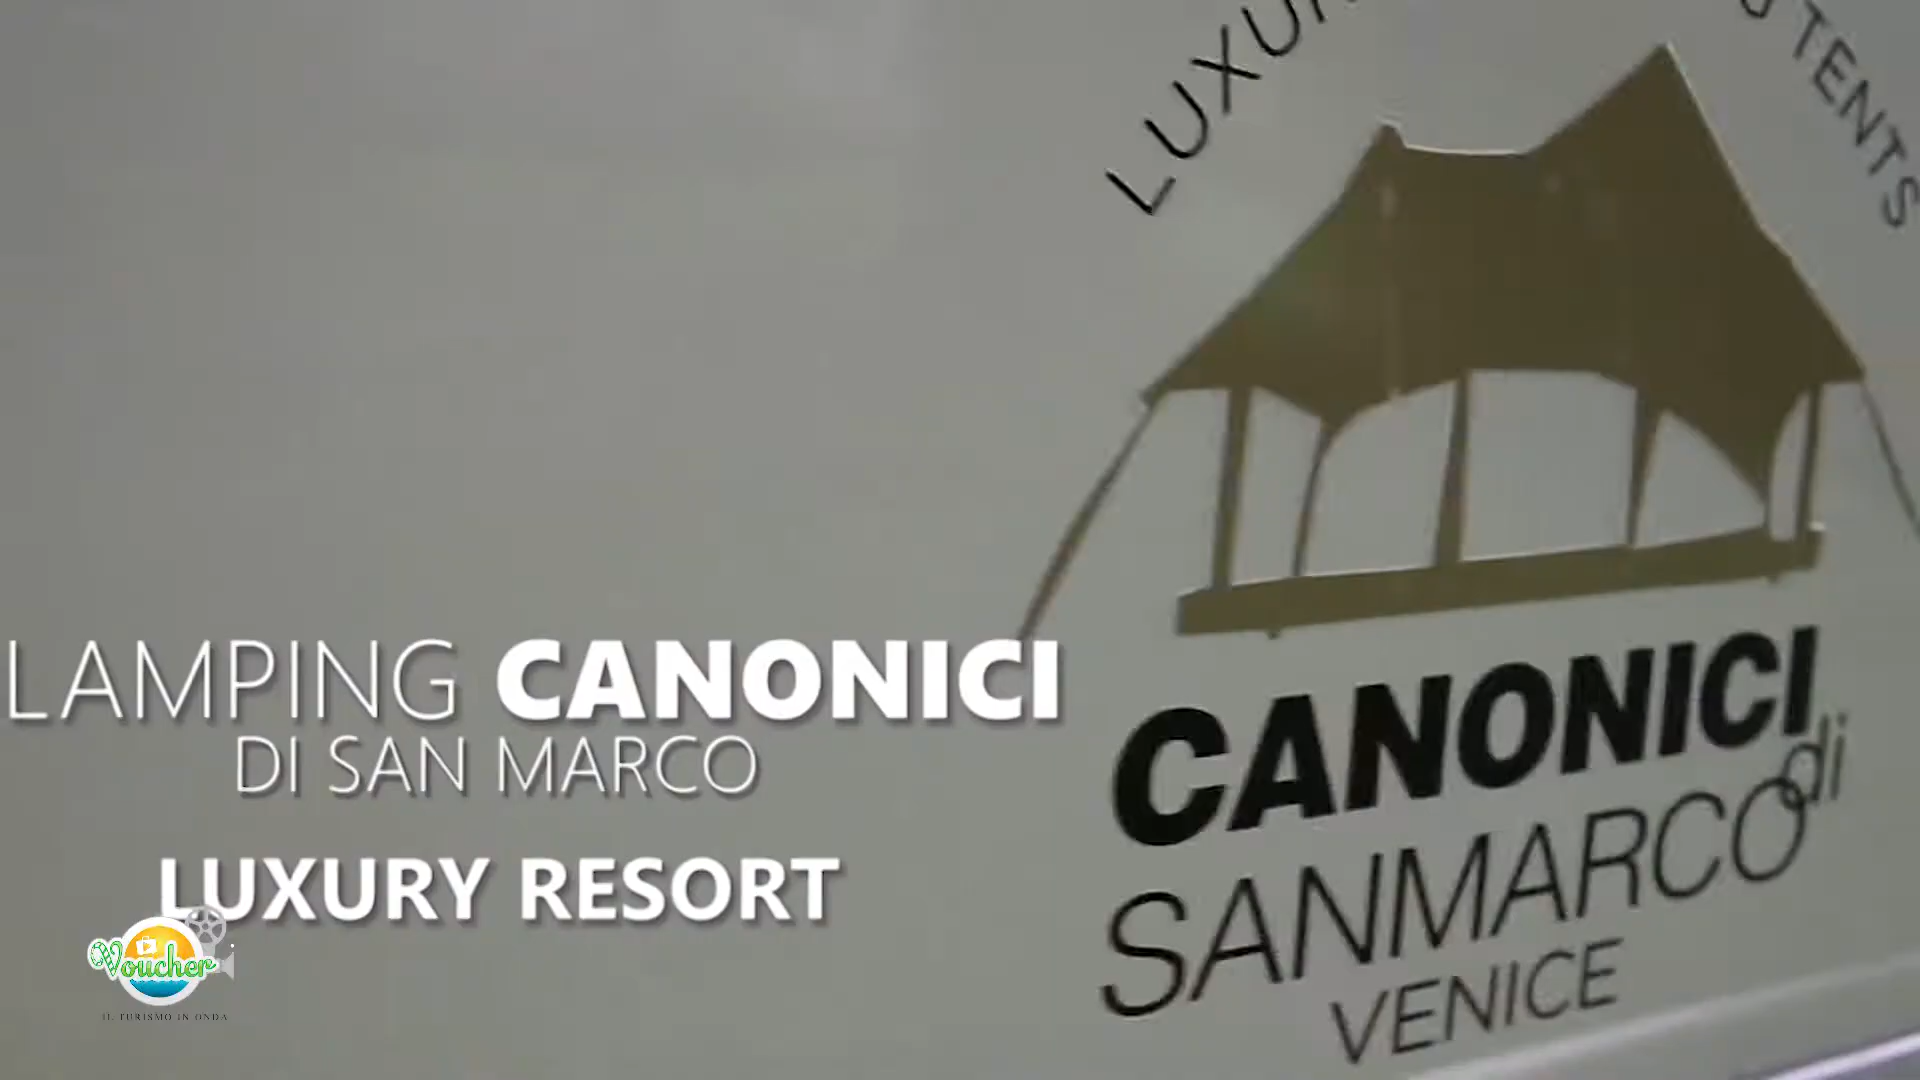 LAMPING CANONICI
DI SAN MARCO
LUXURY RESORT
Voucher
IL TURISMO IN ONDA
TENTS
CANONICI
di
SANMARCO
VENICE